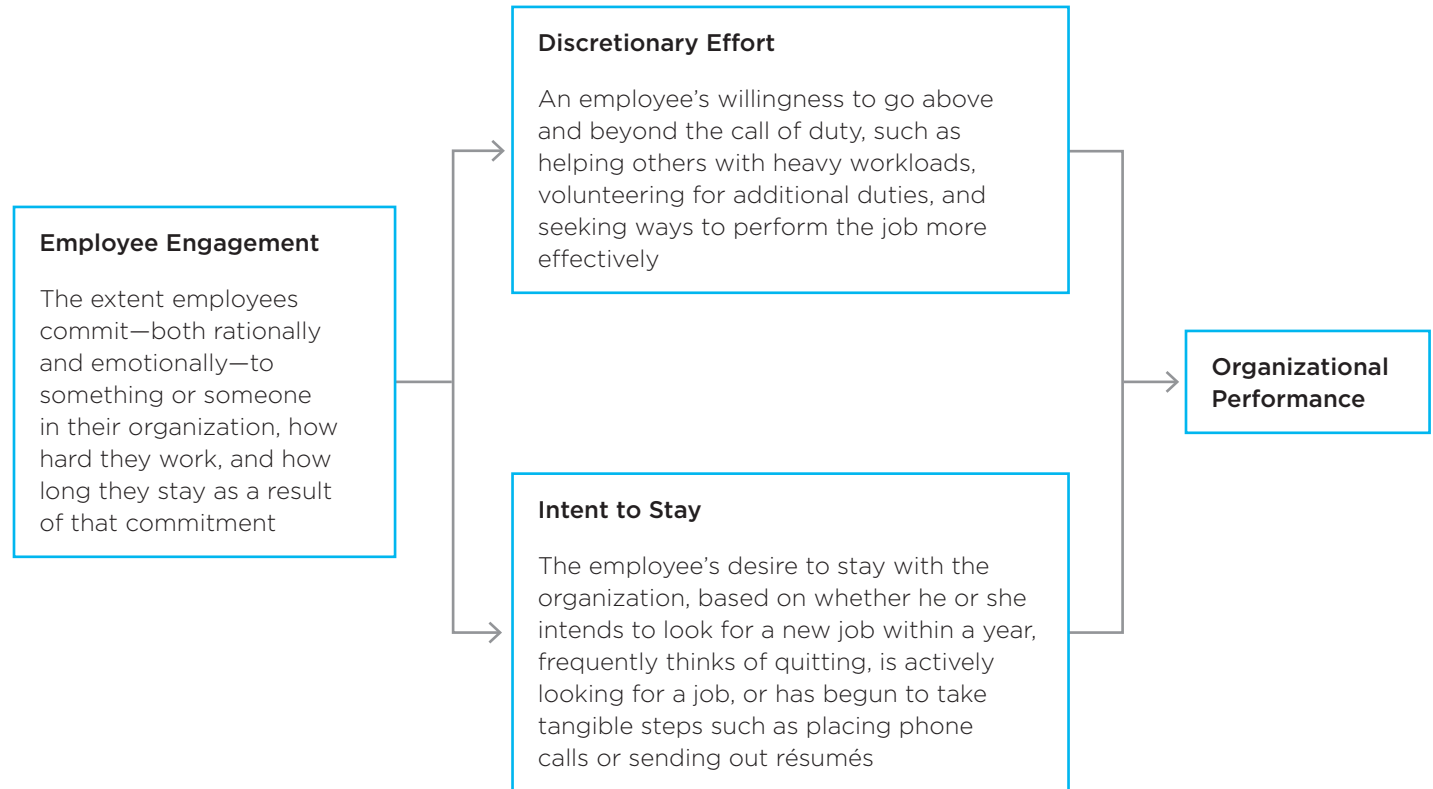 Discretionary Effort
An employee’s willingness to go above
and beyond the call of duty, such as
helping others with heavy workloads,
volunteering for additional duties, and
seeking ways to perform the job more
effectively
Employee Engagement
The extent employees
commit—both rationally
and emotionally—to
something or someone
in their organization, how
hard they work, and how
long they stay as a result
of that commitment
Intent to Stay
The employee’s desire to stay with the
organization, based on whether he or she
intends to look for a new job within a year,
frequently thinks of quitting, is actively
looking for a job, or has begun to take
tangible steps such as placing phone
calls or sending out résumés
Organizational
Performance